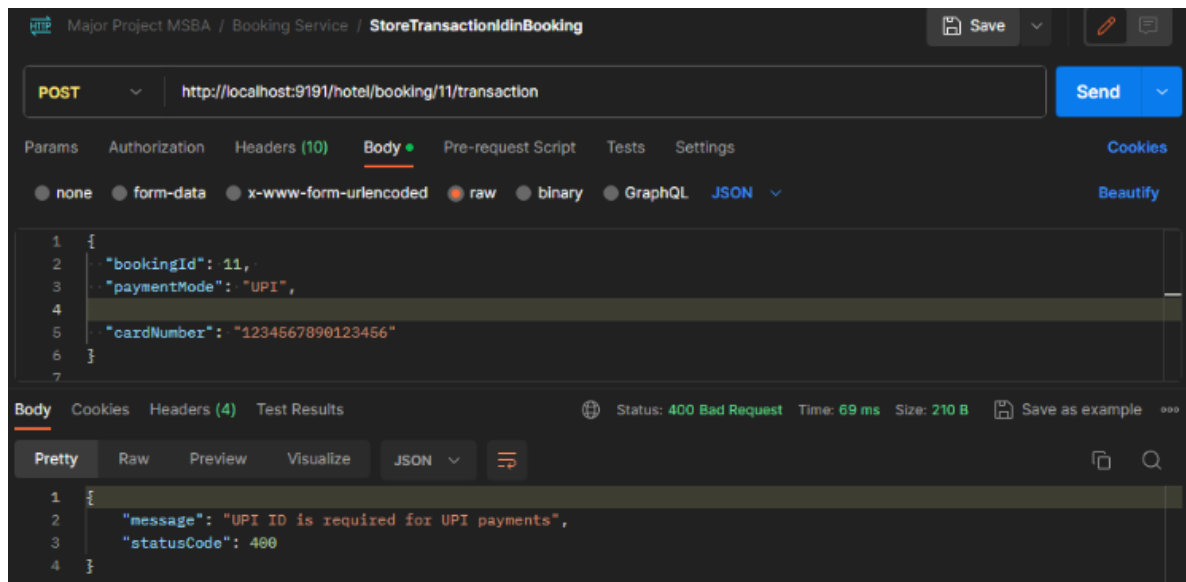 HTTP Major Project MSBA / Booking Service / StoreTransactionIdinBooking Save
POST http://localhost:9191/hotel/booking/11/transaction Send
Params Authorization Headers (10) Body Pre-request Script Tests Settings Cookies
none form-data x-www-form-urlencoded raw binary GraphQL JSON Beautify
1 {
2 "bookingId": 11,
3 "paymentMode": "UPI",
4
5 "cardNumber": "1234567890123456"
6 }
7
Body Cookies Headers (4) Test Results Status: 400 Bad Request Time: 69 ms Size: 210 B Save as example
Pretty Raw Preview Visualize JSON
1 {
2 "message": "UPI ID is required for UPI payments",
3 "statusCode": 400
4 }